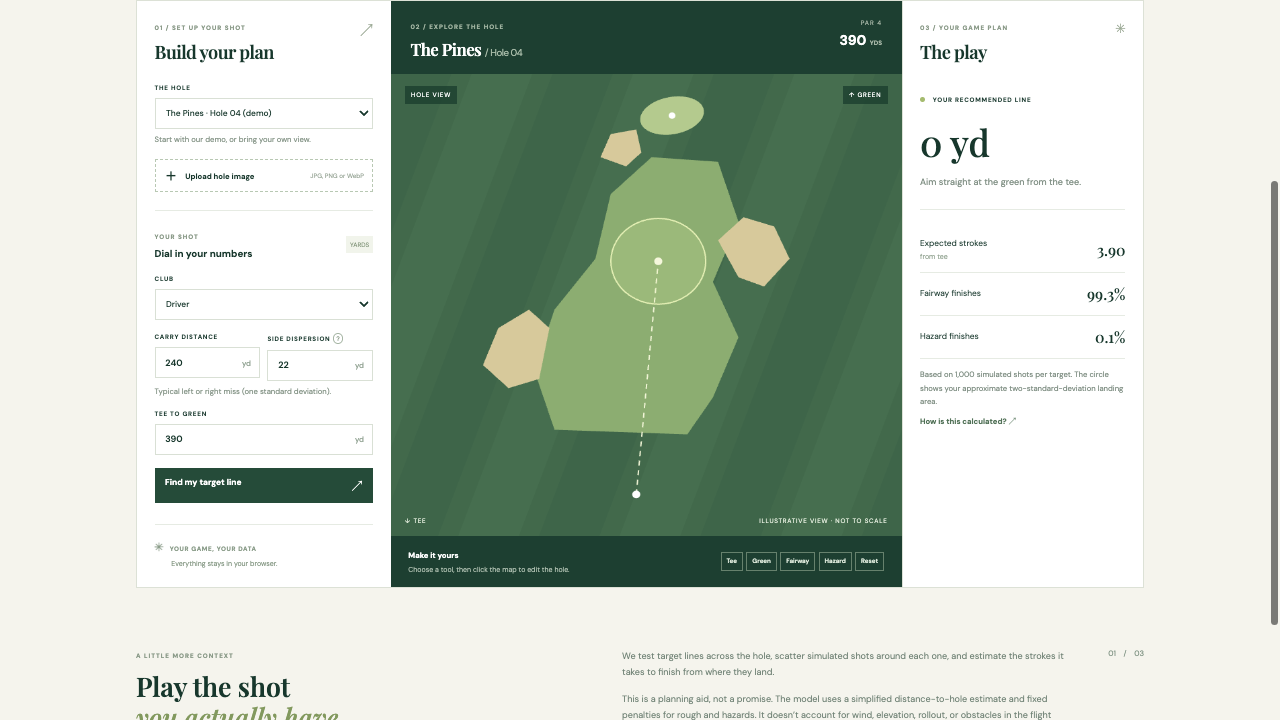 01 / SET UP YOUR SHOT
Build your plan
THE HOLE
The Pines · Hole 04 (demo)
Start with our demo, or bring your own view.
+ Upload hole image JPG, PNG or WebP
YOUR SHOT
Dial in your numbers YARDS
CLUB
Driver
CARRY DISTANCE SIDE DISPERSION ?
240 yd 22 yd
Typical left or right miss (one standard deviation).
TEE TO GREEN
390 yd
Find my target line
YOUR GAME, YOUR DATA
Everything stays in your browser.
02 / EXPLORE THE HOLE
The Pines / Hole 04
PAR 4
390 YDS
HOLE VIEW ↑ GREEN
↓ TEE ILLUSTRATIVE VIEW · NOT TO SCALE
Make it yours
Choose a tool, then click the map to edit the hole.
Tee Green Fairway Hazard Reset
03 / YOUR GAME PLAN
The play
YOUR RECOMMENDED LINE
0 yd
Aim straight at the green from the tee.
Expected strokes
from tee
3.90
Fairway finishes 99.3%
Hazard finishes 0.1%
Based on 1,000 simulated shots per target. The circle
shows your approximate two-standard-deviation landing
area.
How is this calculated?
A LITTLE MORE CONTEXT
Play the shot
you actually have
We test target lines across the hole, scatter simulated shots around each one, and estimate the strokes it
takes to finish from where they land.
This is a planning aid, not a promise. The model uses a simplified distance-to-hole estimate and fixed
penalties for rough and hazards. It doesn't account for wind, elevation, rollout, or obstacles in the flight
01 / 03